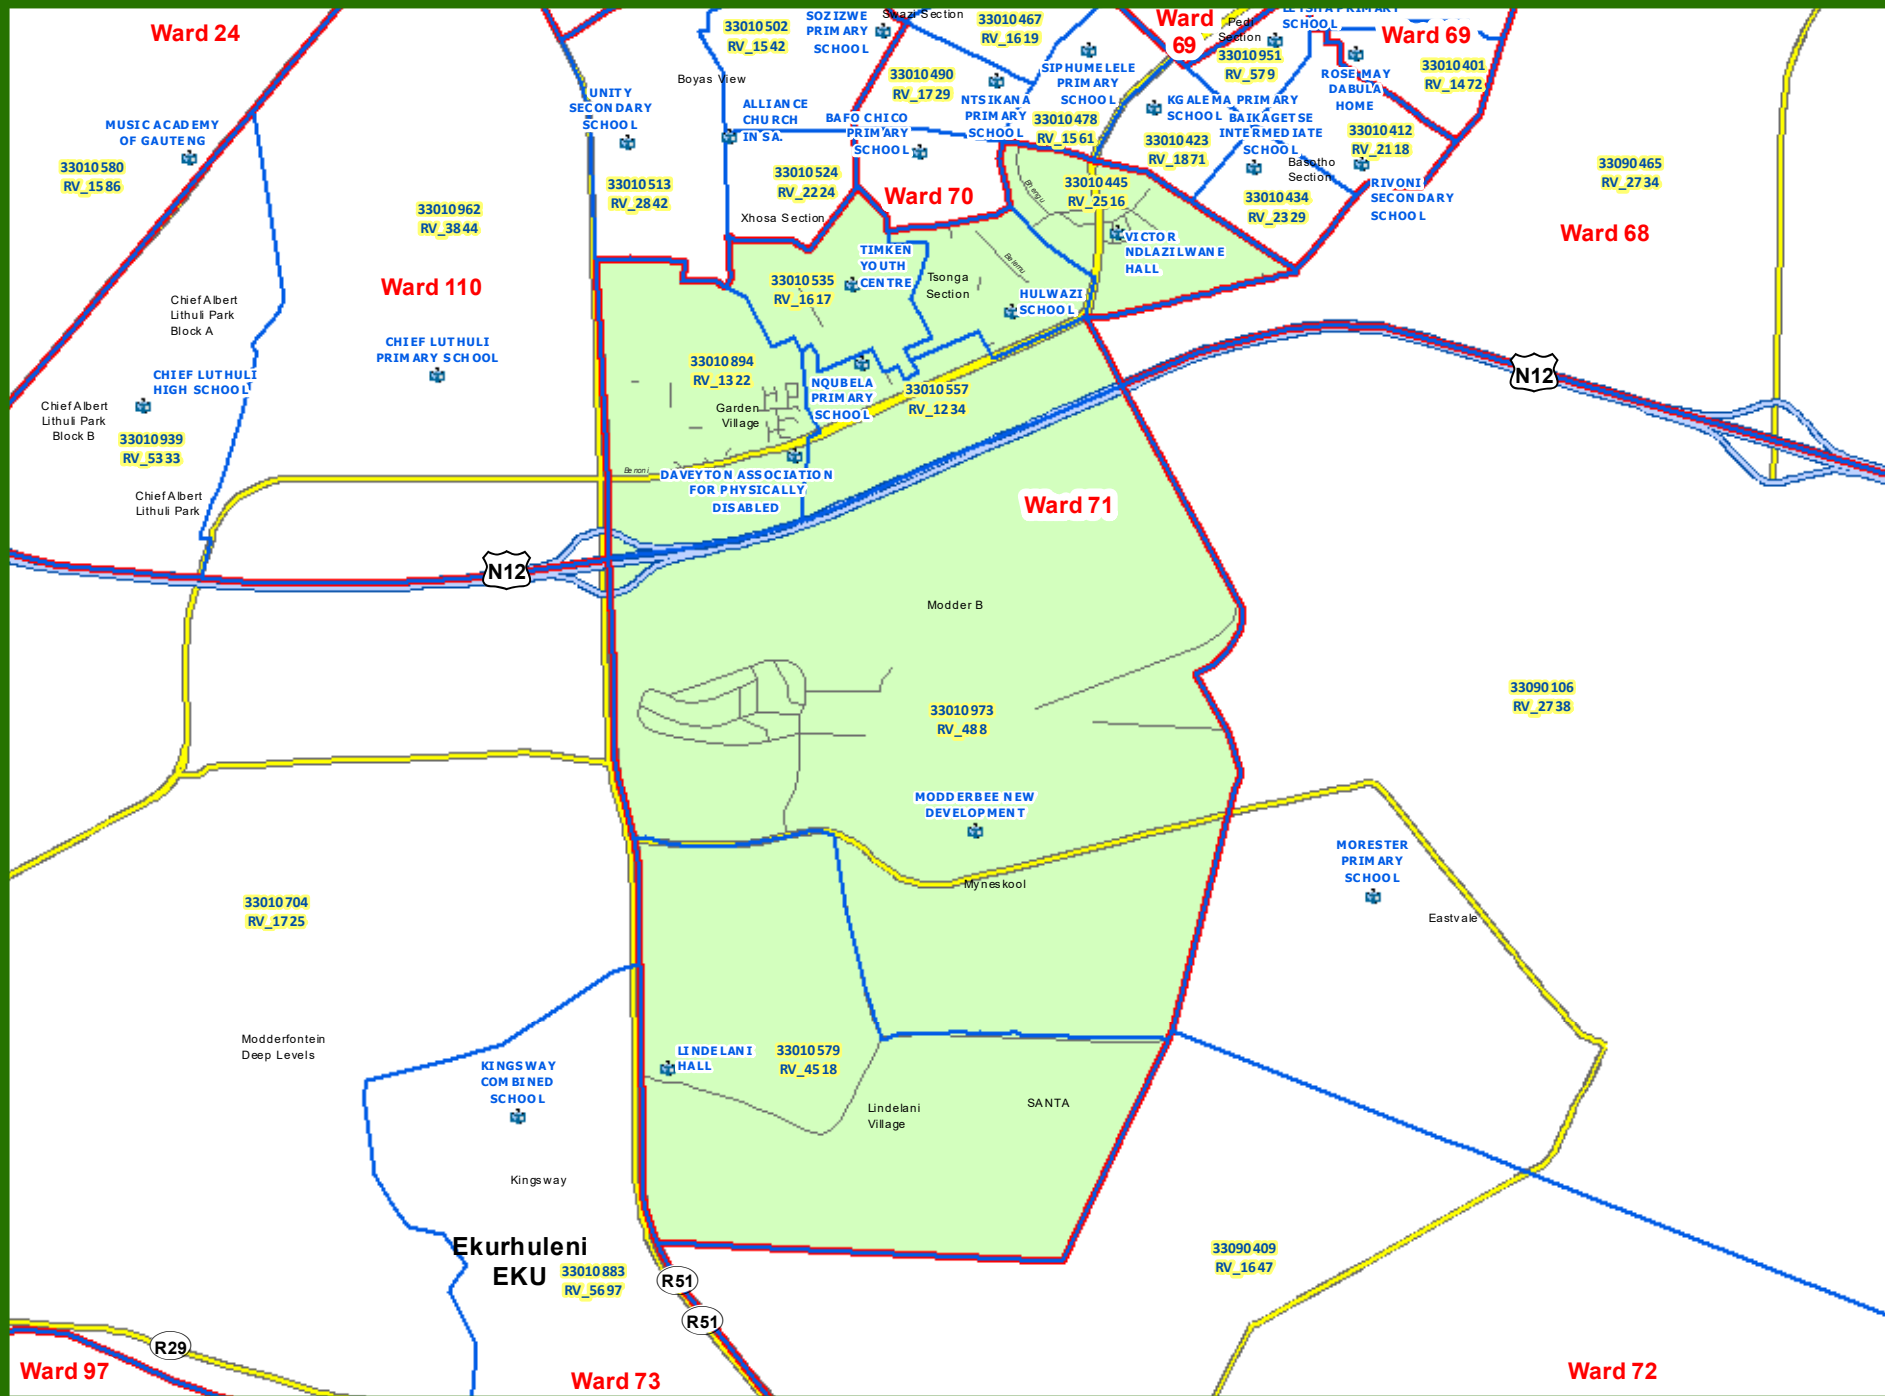 Ward 24
33010502
RV_1542
SOZIZWE
PRIMARY
SCHOOL
Swazi Section
33010467
RV_1619
Ward
69
Pedi
Section
SCHOOL
Ward 69
33010951
RV_579
33010401
RV_1472
Boyas View
33010490
RV_1729
SIPHUMELELE
PRIMARY
SCHOOL
ROSE MAY
DABULA
HOME
UNITY
SECONDARY
SCHOOL
ALLIANCE
CHURCH
IN SA.
NTSIKANA
PRIMARY
SCHOOL
KGALEMA PRIMARY
SCHOOL
BAIKAGETSE
INTERMEDIATE
SCHOOL
MUSIC ACADEMY
OF GAUTENG
BAFO CHICO
PRIMARY
SCHOOL
33010478
RV_1561
33010423
RV_1871
33010412
RV_2118
33010580
RV_1586
Basotho
Section
33090465
RV_2734
33010513
RV_2842
33010524
RV_2224
Ward 70
Bhengu
33010445
RV_2516
33010434
RV_2329
RIVONI
SECONDARY
SCHOOL
33010962
RV_3844
Xhosa Section
Ward 68
VICTOR
NDLAZILWANE
HALL
TIMKEN
YOUTH
CENTRE
Ward 110
33010535
RV_1617
Tsonga
Section
HULWAZI
SCHOOL
Chief Albert
Lithuli Park
Block A
CHIEF LUTHULI
PRIMARY SCHOOL
33010894
RV_1322
CHIEF LUTHULI
HIGH SCHOOL
NQUBELA
PRIMARY
SCHOOL
33010557
RV_1234
N12
Chief Albert
Lithuli Park
Block B
Garden
Village
33010939
RV_5333
Benoni
DAVEYTON ASSOCIATION
FOR PHYSICALLY
DISABLED
Chief Albert
Lithuli Park
Ward 71
N12
Modder B
33090106
RV_2738
33010973
RV_488
MODDERBEE NEW
DEVELOPMENT
MORESTER
PRIMARY
SCHOOL
Myneskool
33010704
RV_1725
Eastvale
Modderfontein
Deep Levels
KINGSWAY
COMBINED
SCHOOL
LINDELANI
HALL
33010579
RV_4518
Lindelani
Village
SANTA
Kingsway
Ekurhuleni
EKU
33010883
RV_5697
33090409
RV_1647
R51
R51
R29
Ward 97
Ward 73
Ward 72